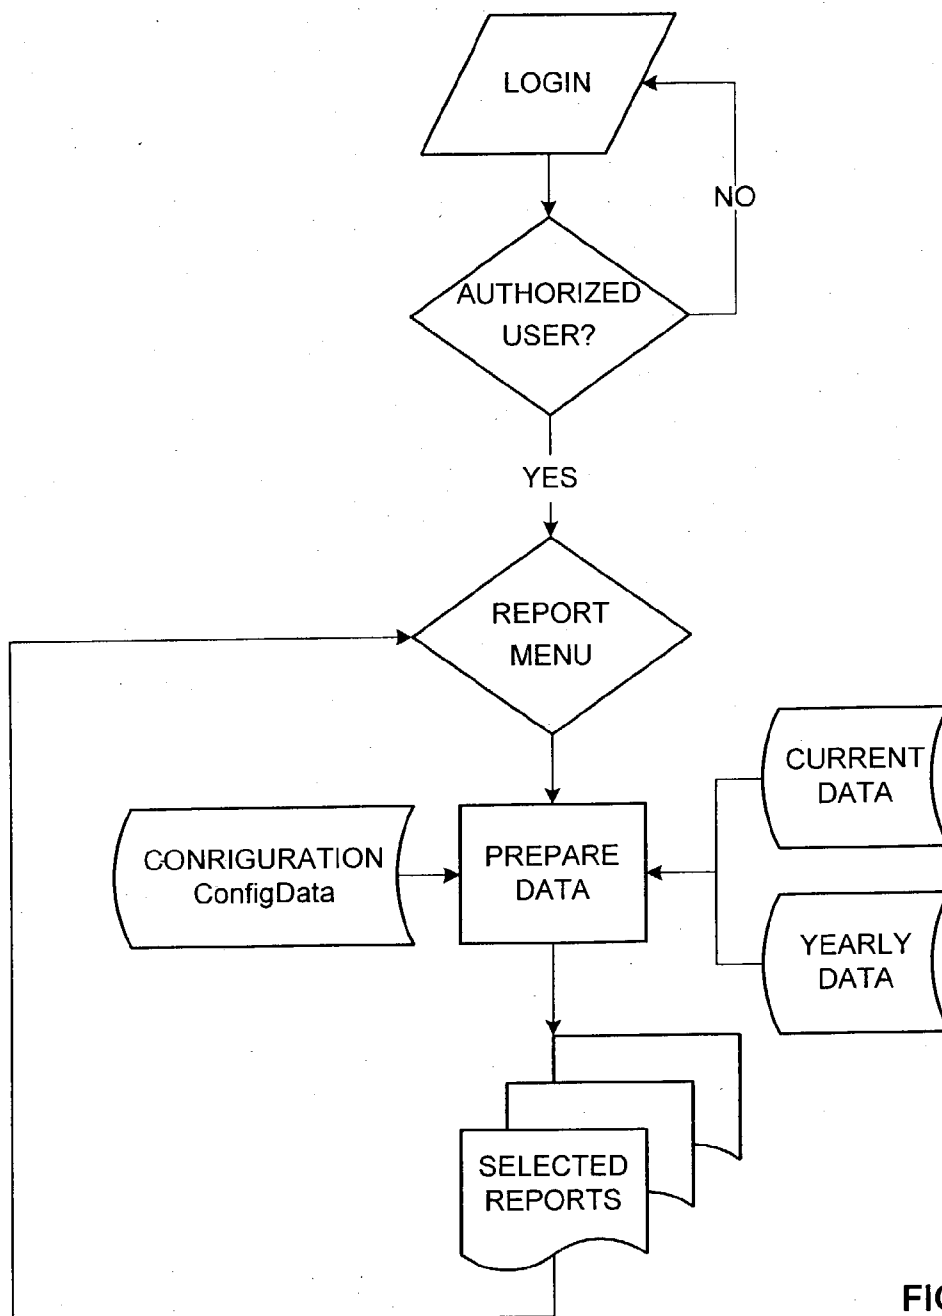 LOGIN
NO
AUTHORIZED
USER?
YES
REPORT
MENU
CURRENT
DATA
CONRIGURATION
ConfigData
PREPARE
DATA
YEARLY
DATA
SELECTED
REPORTS